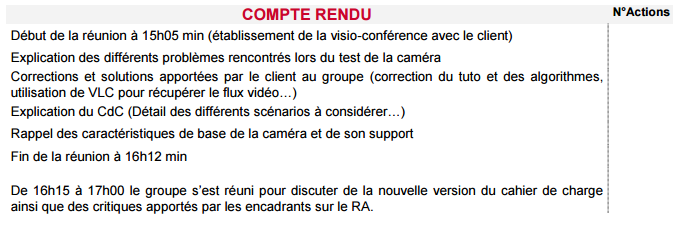 COMPTE RENDU
N°Actions
Début de la réunion à 15h05 min (établissement de la visio-conférence avec le client)
Explication des différents problèmes rencontrés lors du test de la caméra
Corrections et solutions apportées par le client au groupe (correction du tuto et des algorithmes,
utilisation de VLC pour récupérer le flux vidéo…)
Explication du CdC (Détail des différents scénarios à considérer…)
Rappel des caractéristiques de base de la caméra et de son support
Fin de la réunion à 16h12 min
De 16h15 à 17h00 le groupe s’est réuni pour discuter de la nouvelle version du cahier de charge
ainsi que des critiques apportés par les encadrants sur le RA.